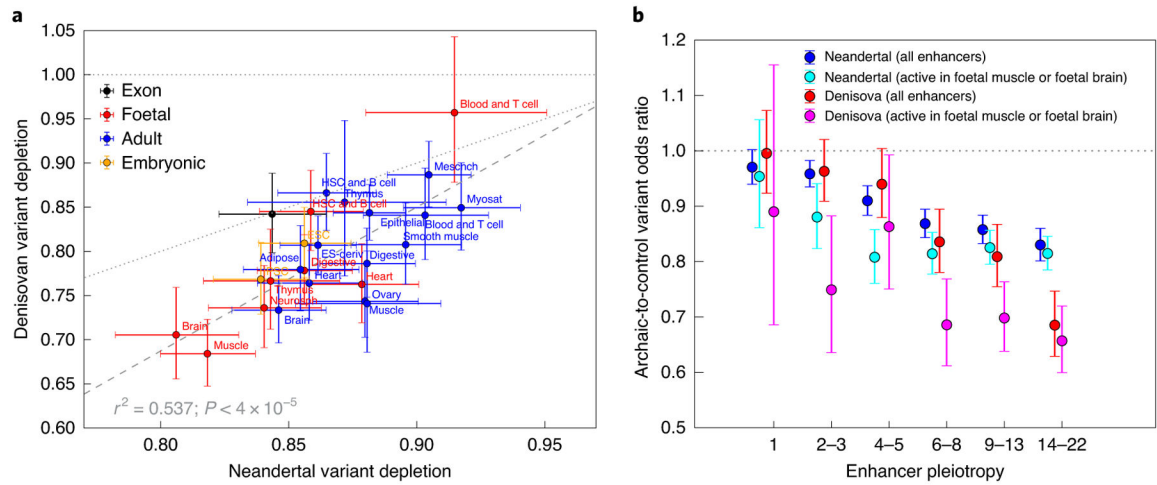 a
1.05
1.00
0.95
0.90
0.85
0.80
0.75
0.70
0.65
0.60
Denisovan variant depletion
Exon
Foetal
Adult
Embryonic
Blood and T cell
Mesench
HSC and B cell
Thymus
HSC and B cell
Myosat
Epithelial
Blood and T cell
Smooth muscle
ES-deriv
Digestive
Adipose
Digestive
Heart
Heart
Thymus
Neurosph
Ovary
Muscle
Brain
Brain
Muscle
r² = 0.537; P < 4 × 10⁻⁵
0.80 0.85 0.90 0.95
Neandertal variant depletion
b
1.2
1.1
1.0
0.9
0.8
0.7
0.6
0.5
Archaic-to-control variant odds ratio
Neandertal (all enhancers)
Neandertal (active in foetal muscle or foetal brain)
Denisova (all enhancers)
Denisova (active in foetal muscle or foetal brain)
1 2–3 4–5 6–8 9–13 14–22
Enhancer pleiotropy